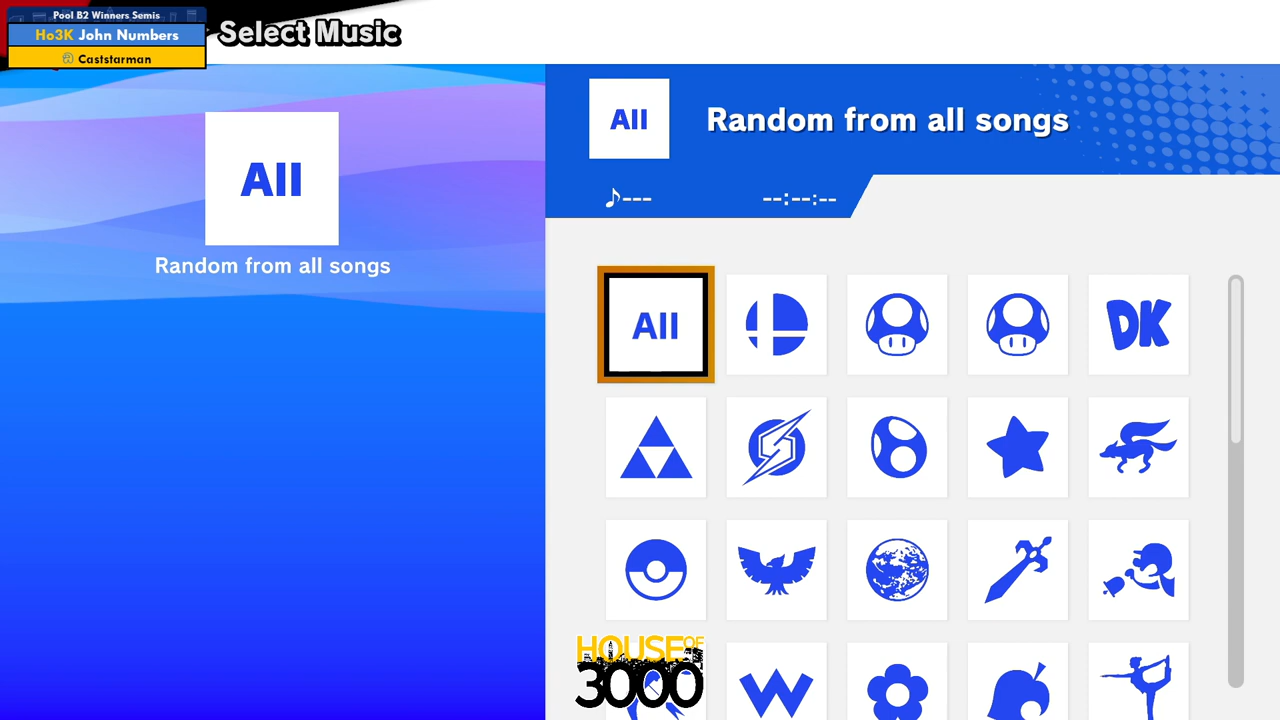 Pool B2 Winners Semis
Ho3K John Numbers
Caststarman
Select Music
All
Random from all songs
All
Random from all songs
♪---
--:--:--
All
DK
HOUSE OF
3000